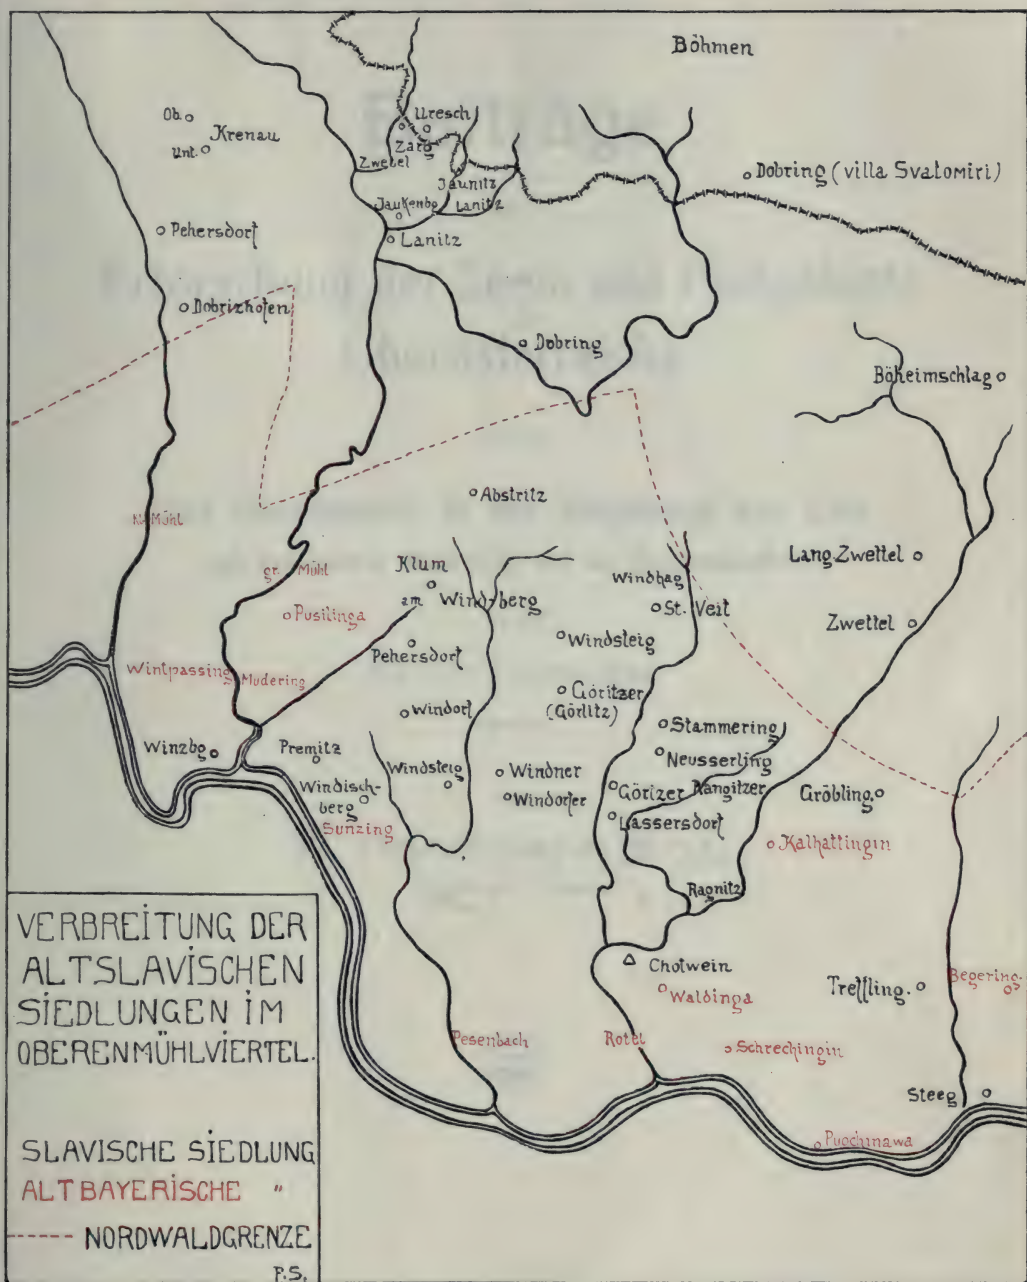 Böhmen
Ob.
Krenau
Unt.
Uresch
Zarg
Zwetel
Jaunitz
Jaukenbg
Lanitz
Lanitz
Dobring (villa Svatomiri)
Pehersdorf
Dobrizhofen
Dobring
Böheimschlag
Kl. Mühl
Abstritz
gr. Mühl
Klum
am Windberg
Pusilinga
Pehersdorf
Windhag
St. Veit
Windsteig
Lang Zwettel
Zwettel
Wintpassing
Mudering
Windorf
Göritzer
(Görlitz)
Stammering
Neusserling
Winzbg
Premitz
Windisch-
berg
Sunzing
Windsteig
Windner
Windorfer
Görizer
Rangitzer
Lassersdorf
Gröbling
Kalhattingin
Ragnitz
Chotwein
Waldinga
Treffling
Begering
Pesenbach
Rotel
Schrechingin
Steeg
Puochinawa
VERBREITUNG DER
ALTSLAVISCHEN
SIEDLUNGEN IM
OBEREN MÜHLVIERTEL.
SLAVISCHE SIEDLUNG
ALTBAYERISCHE "
NORDWALDGRENZE
P.S.